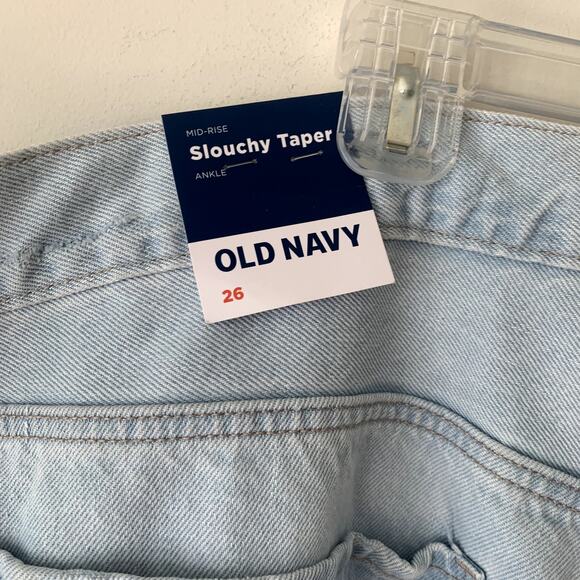 MID-RISE
Slouchy Taper
ANKLE
OLD NAVY
26